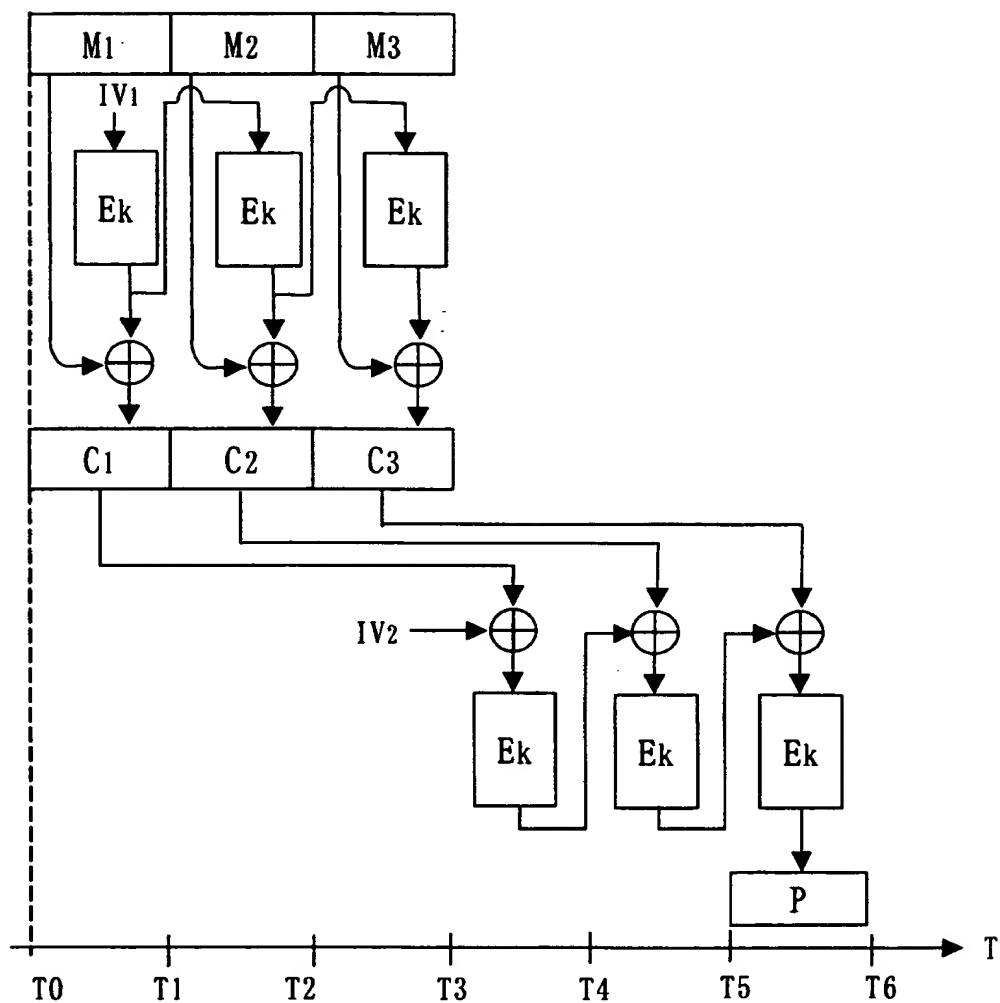 M1 M2 M3
IV1
Ek Ek Ek
C1 C2 C3
IV2
Ek Ek Ek
P
T
T0 T1 T2 T3 T4 T5 T6